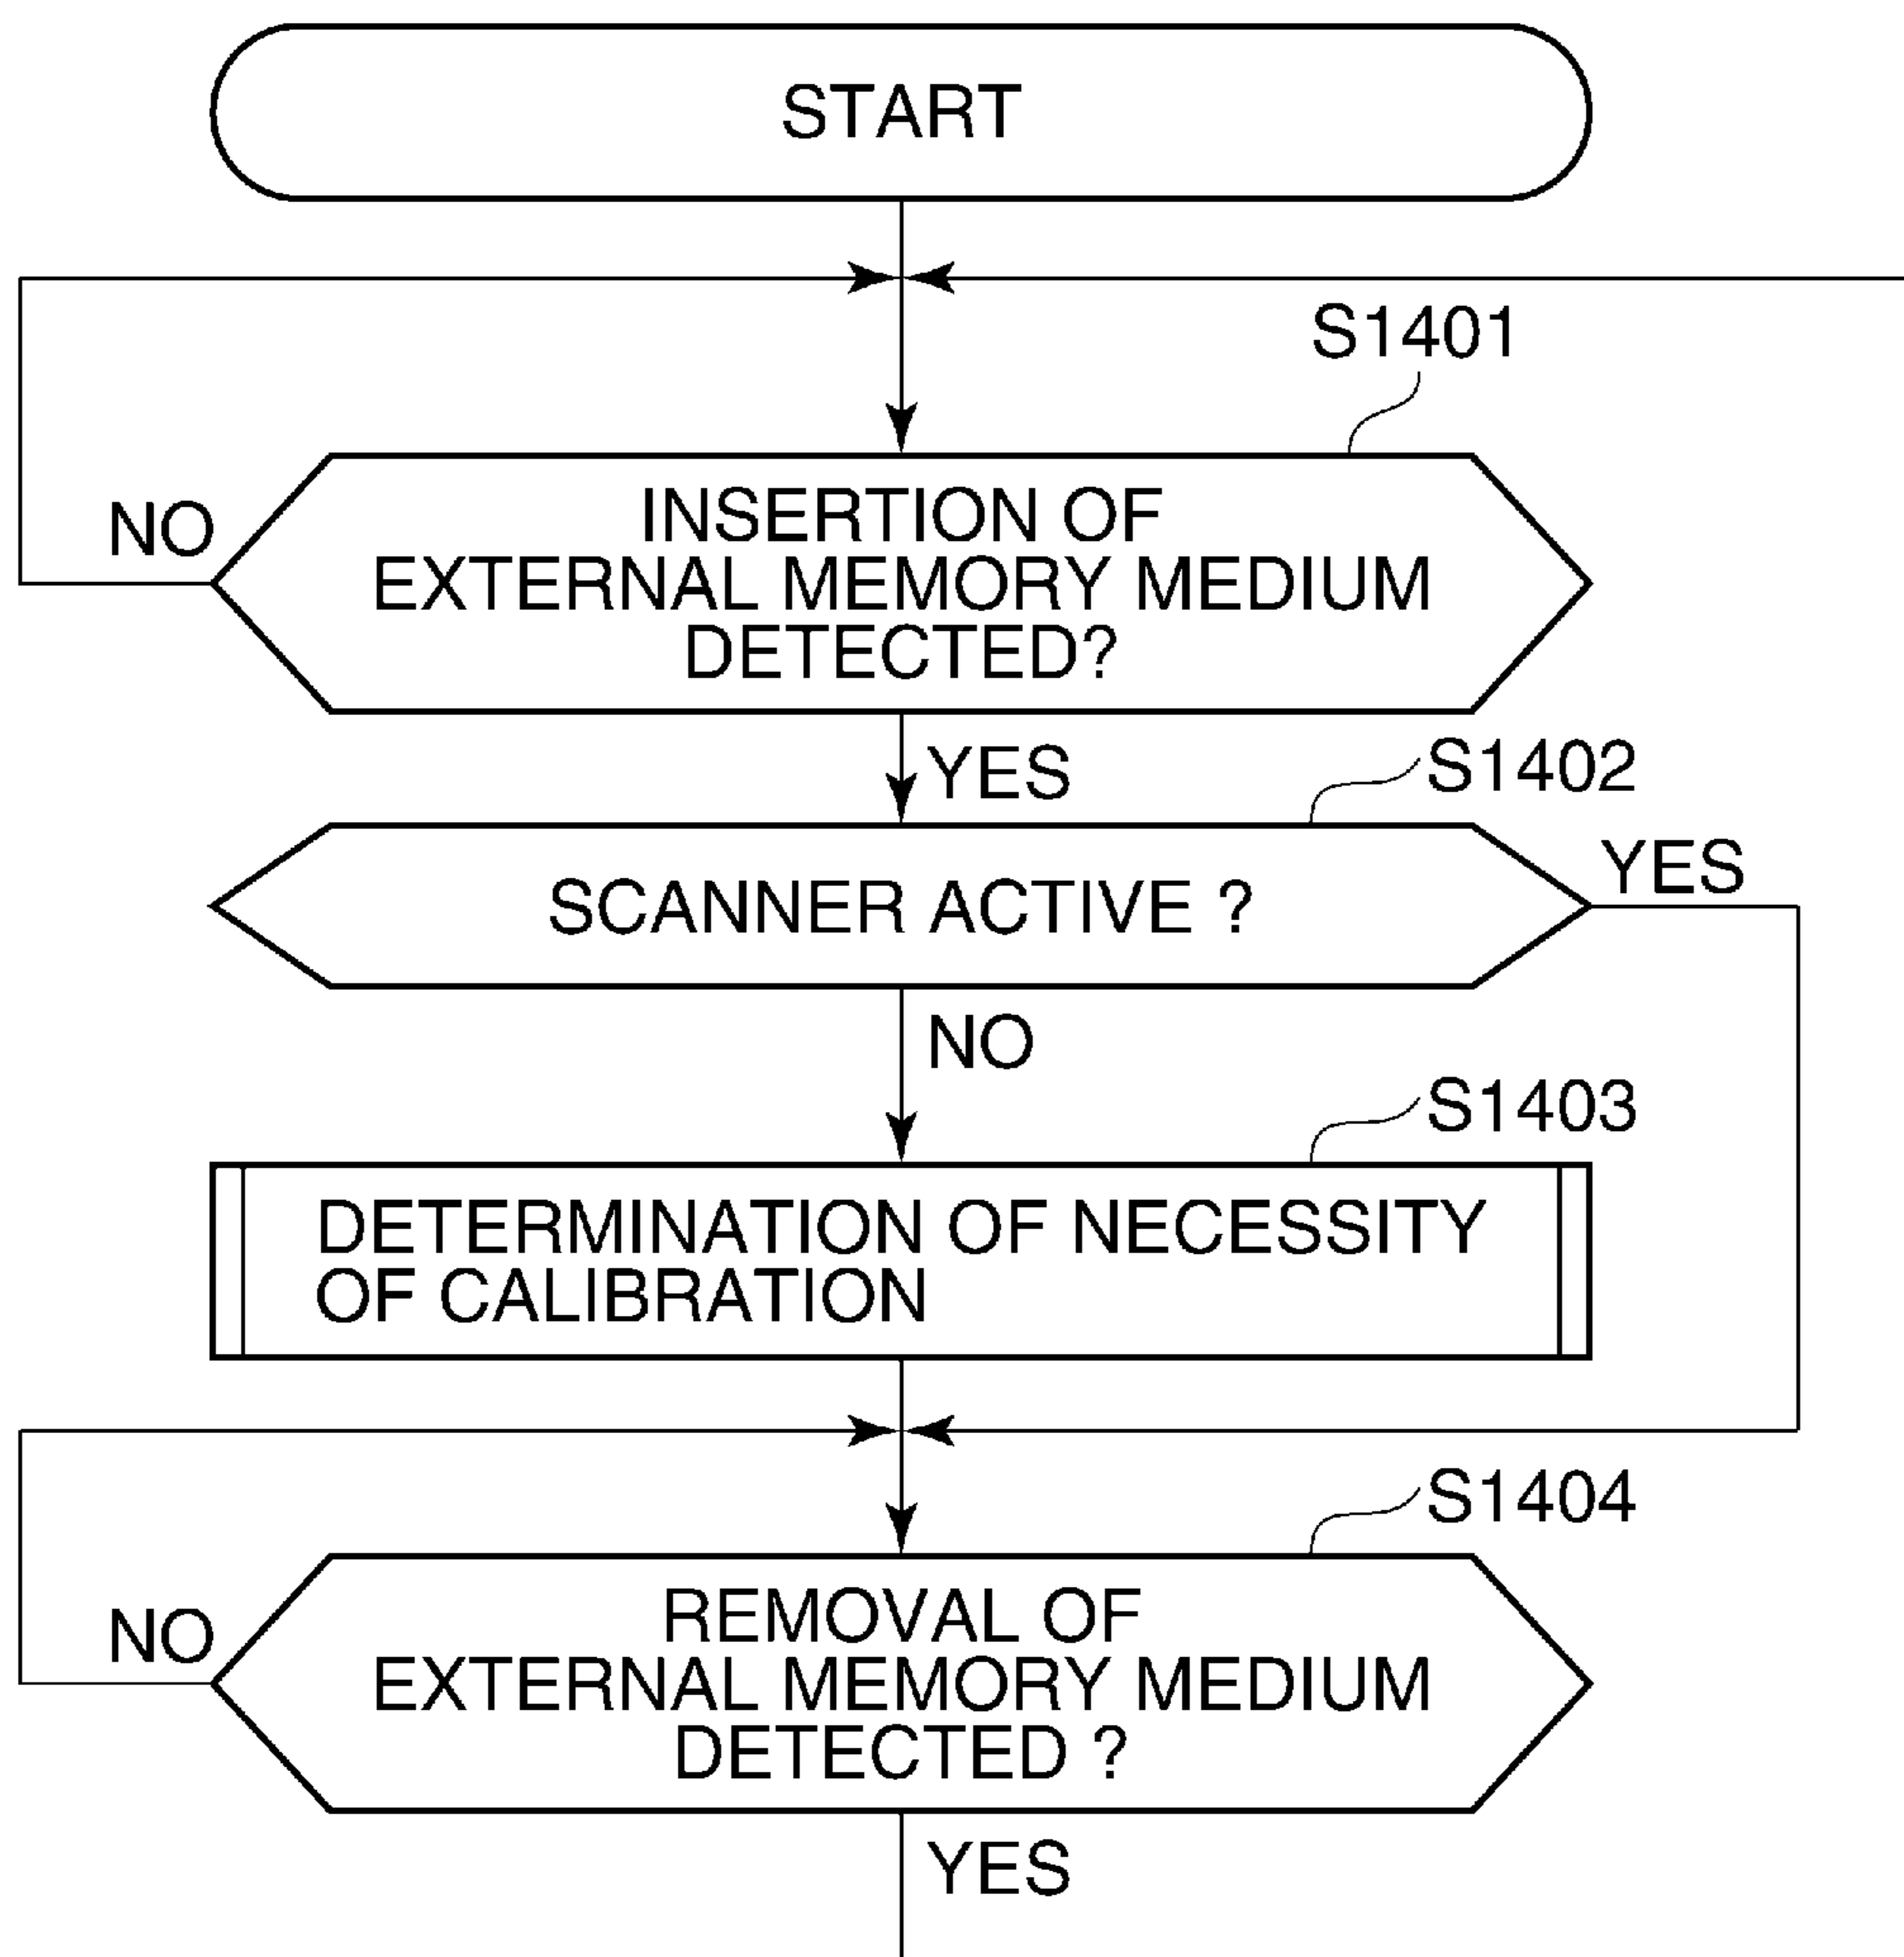 START
S1401
NO
INSERTION OF
EXTERNAL MEMORY MEDIUM
DETECTED?
YES
S1402
SCANNER ACTIVE ?
YES
NO
S1403
DETERMINATION OF NECESSITY
OF CALIBRATION
S1404
NO
REMOVAL OF
EXTERNAL MEMORY MEDIUM
DETECTED ?
YES